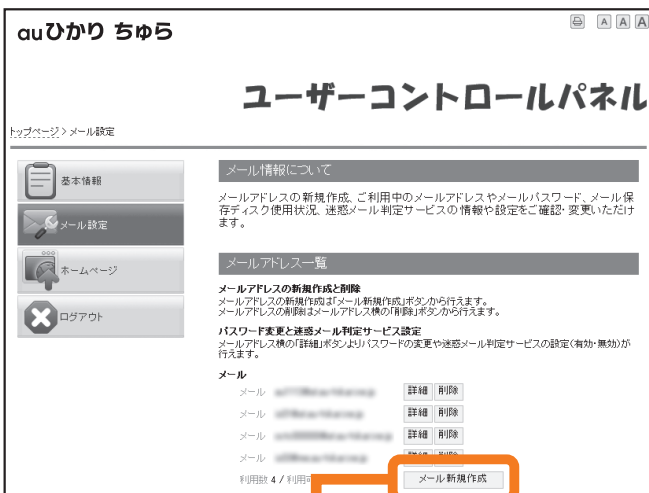 auひかり ちゅら
A A A
ユーザーコントロールパネル
トップページ > メール設定
基本情報
メール設定
ホームページ
ログアウト
メール情報について
メールアドレスの新規作成、ご利用中のメールアドレスやメールパスワード、メール保
存ディスク使用状況、迷惑メール判定サービスの情報や設定をご確認・変更いただけ
ます。
メールアドレス一覧
メールアドレスの新規作成と削除
メールアドレスの新規作成は「メール新規作成」ボタンから行えます。
メールアドレスの削除はメールアドレス横の「削除」ボタンから行えます。
パスワード変更と迷惑メール判定サービス設定
メールアドレス横の「詳細」ボタンよりパスワードの変更や迷惑メール判定サービスの設定(有効・無効)が
行えます。
メール
メール 詳細 削除
メール 詳細 削除
メール 詳細 削除
メール 詳細 削除
利用数 4 / 利用可
メール新規作成